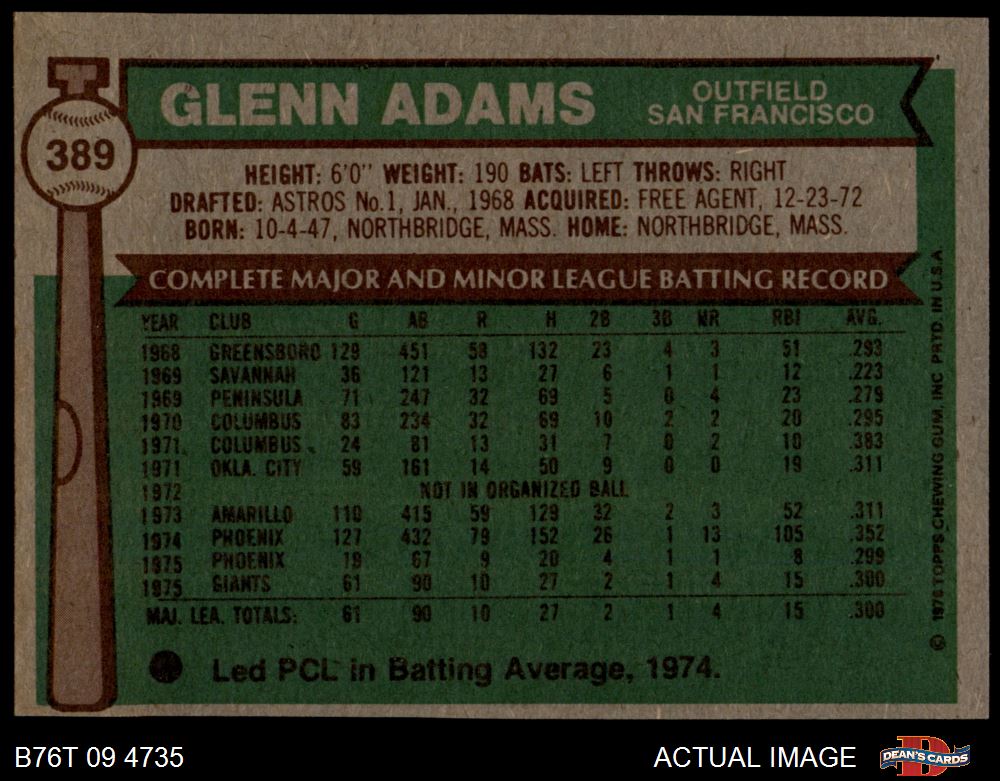 GLENN ADAMS
OUTFIELD
SAN FRANCISCO
389
HEIGHT: 6'0" WEIGHT: 190 BATS: LEFT THROWS: RIGHT
DRAFTED: ASTROS No.1, JAN., 1968 ACQUIRED: FREE AGENT, 12-23-72
BORN: 10-4-47, NORTHBRIDGE, MASS. HOME: NORTHBRIDGE, MASS.
COMPLETE MAJOR AND MINOR LEAGUE BATTING RECORD
YEAR CLUB G AB R H 2B 3B HR RBI AVG.
1968 GREENSBORO 129 451 58 132 23 4 3 51 .293
1969 SAVANNAH 36 121 13 27 6 1 1 12 .223
1969 PENINSULA 71 247 32 69 5 0 4 23 .279
1970 COLUMBUS 83 234 32 69 10 2 2 20 .295
1971 COLUMBUS 24 81 13 31 7 0 2 10 .383
1971 OKLA. CITY 59 161 14 50 9 0 0 19 .311
1972 NOT IN ORGANIZED BALL
1973 AMARILLO 110 415 59 129 32 2 3 52 .311
1974 PHOENIX 127 432 79 152 26 1 13 105 .352
1975 PHOENIX 19 67 9 20 4 1 1 8 .299
1975 GIANTS 61 90 10 27 2 1 4 15 .300
MAJ. LEA. TOTALS: 61 90 10 27 2 1 4 15 .300
Led PCL in Batting Average, 1974.
© 1976 TOPPS CHEWING GUM, INC PRTD. IN U.S.A.
B76T 09 4735
ACTUAL IMAGE
DEAN'S CARDS